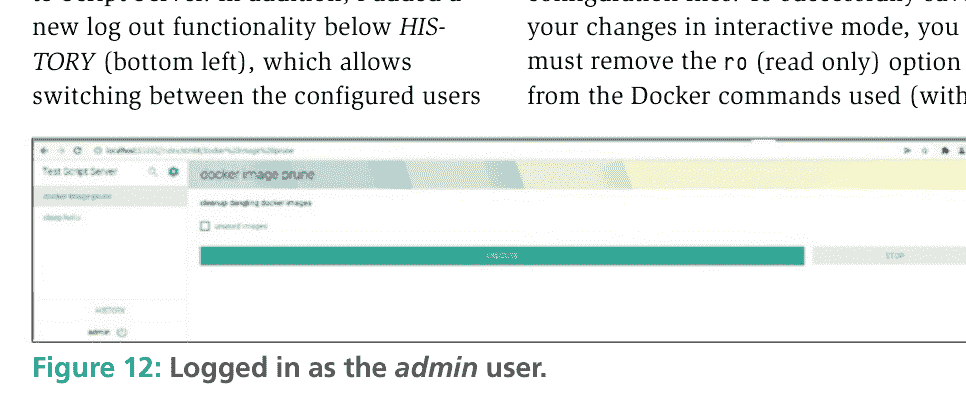 new log out functionality below HIS-
TORY (bottom left), which allows
switching between the configured users
your changes in interactive mode, you
must remove the ro (read only) option
from the Docker commands used (with
Test Script Server
docker image prune
docker image prune
cleanup dangling docker images
unused images
EXECUTE
STOP
HISTORY
admin
Figure 12: Logged in as the admin user.